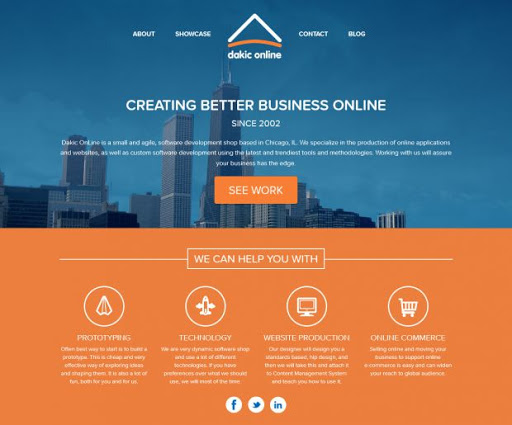 ABOUT SHOWCASE CONTACT BLOG
dakic online
CREATING BETTER BUSINESS ONLINE
SINCE 2002
Dakic OnLine is a small and agile, software development shop based in Chicago, IL. We specialize in the production of online applications
and websites, as well as custom software development using the latest and trendiest tools and methodologies. Working with us will assure
your business has the edge.
SEE WORK
WE CAN HELP YOU WITH
PROTOTYPING
Often best way to start is to build a
prototype. This is cheap and very
effective way of exploring ideas
and shaping them. It is also a lot of
fun, both for you and for us.
TECHNOLOGY
We are very dynamic software shop
and use a lot of different
technologies. If you have
preferences over what we should
use, we will most of the time.
WEBSITE PRODUCTION
Our designer will design you a
standards based, hip design, and
then we will take this and attach it
to Content Management System
and teach you how to use it.
ONLINE COMMERCE
Selling online and moving your
business to support online
e-commerce is easy and can widen
your reach to global audience.
f
in